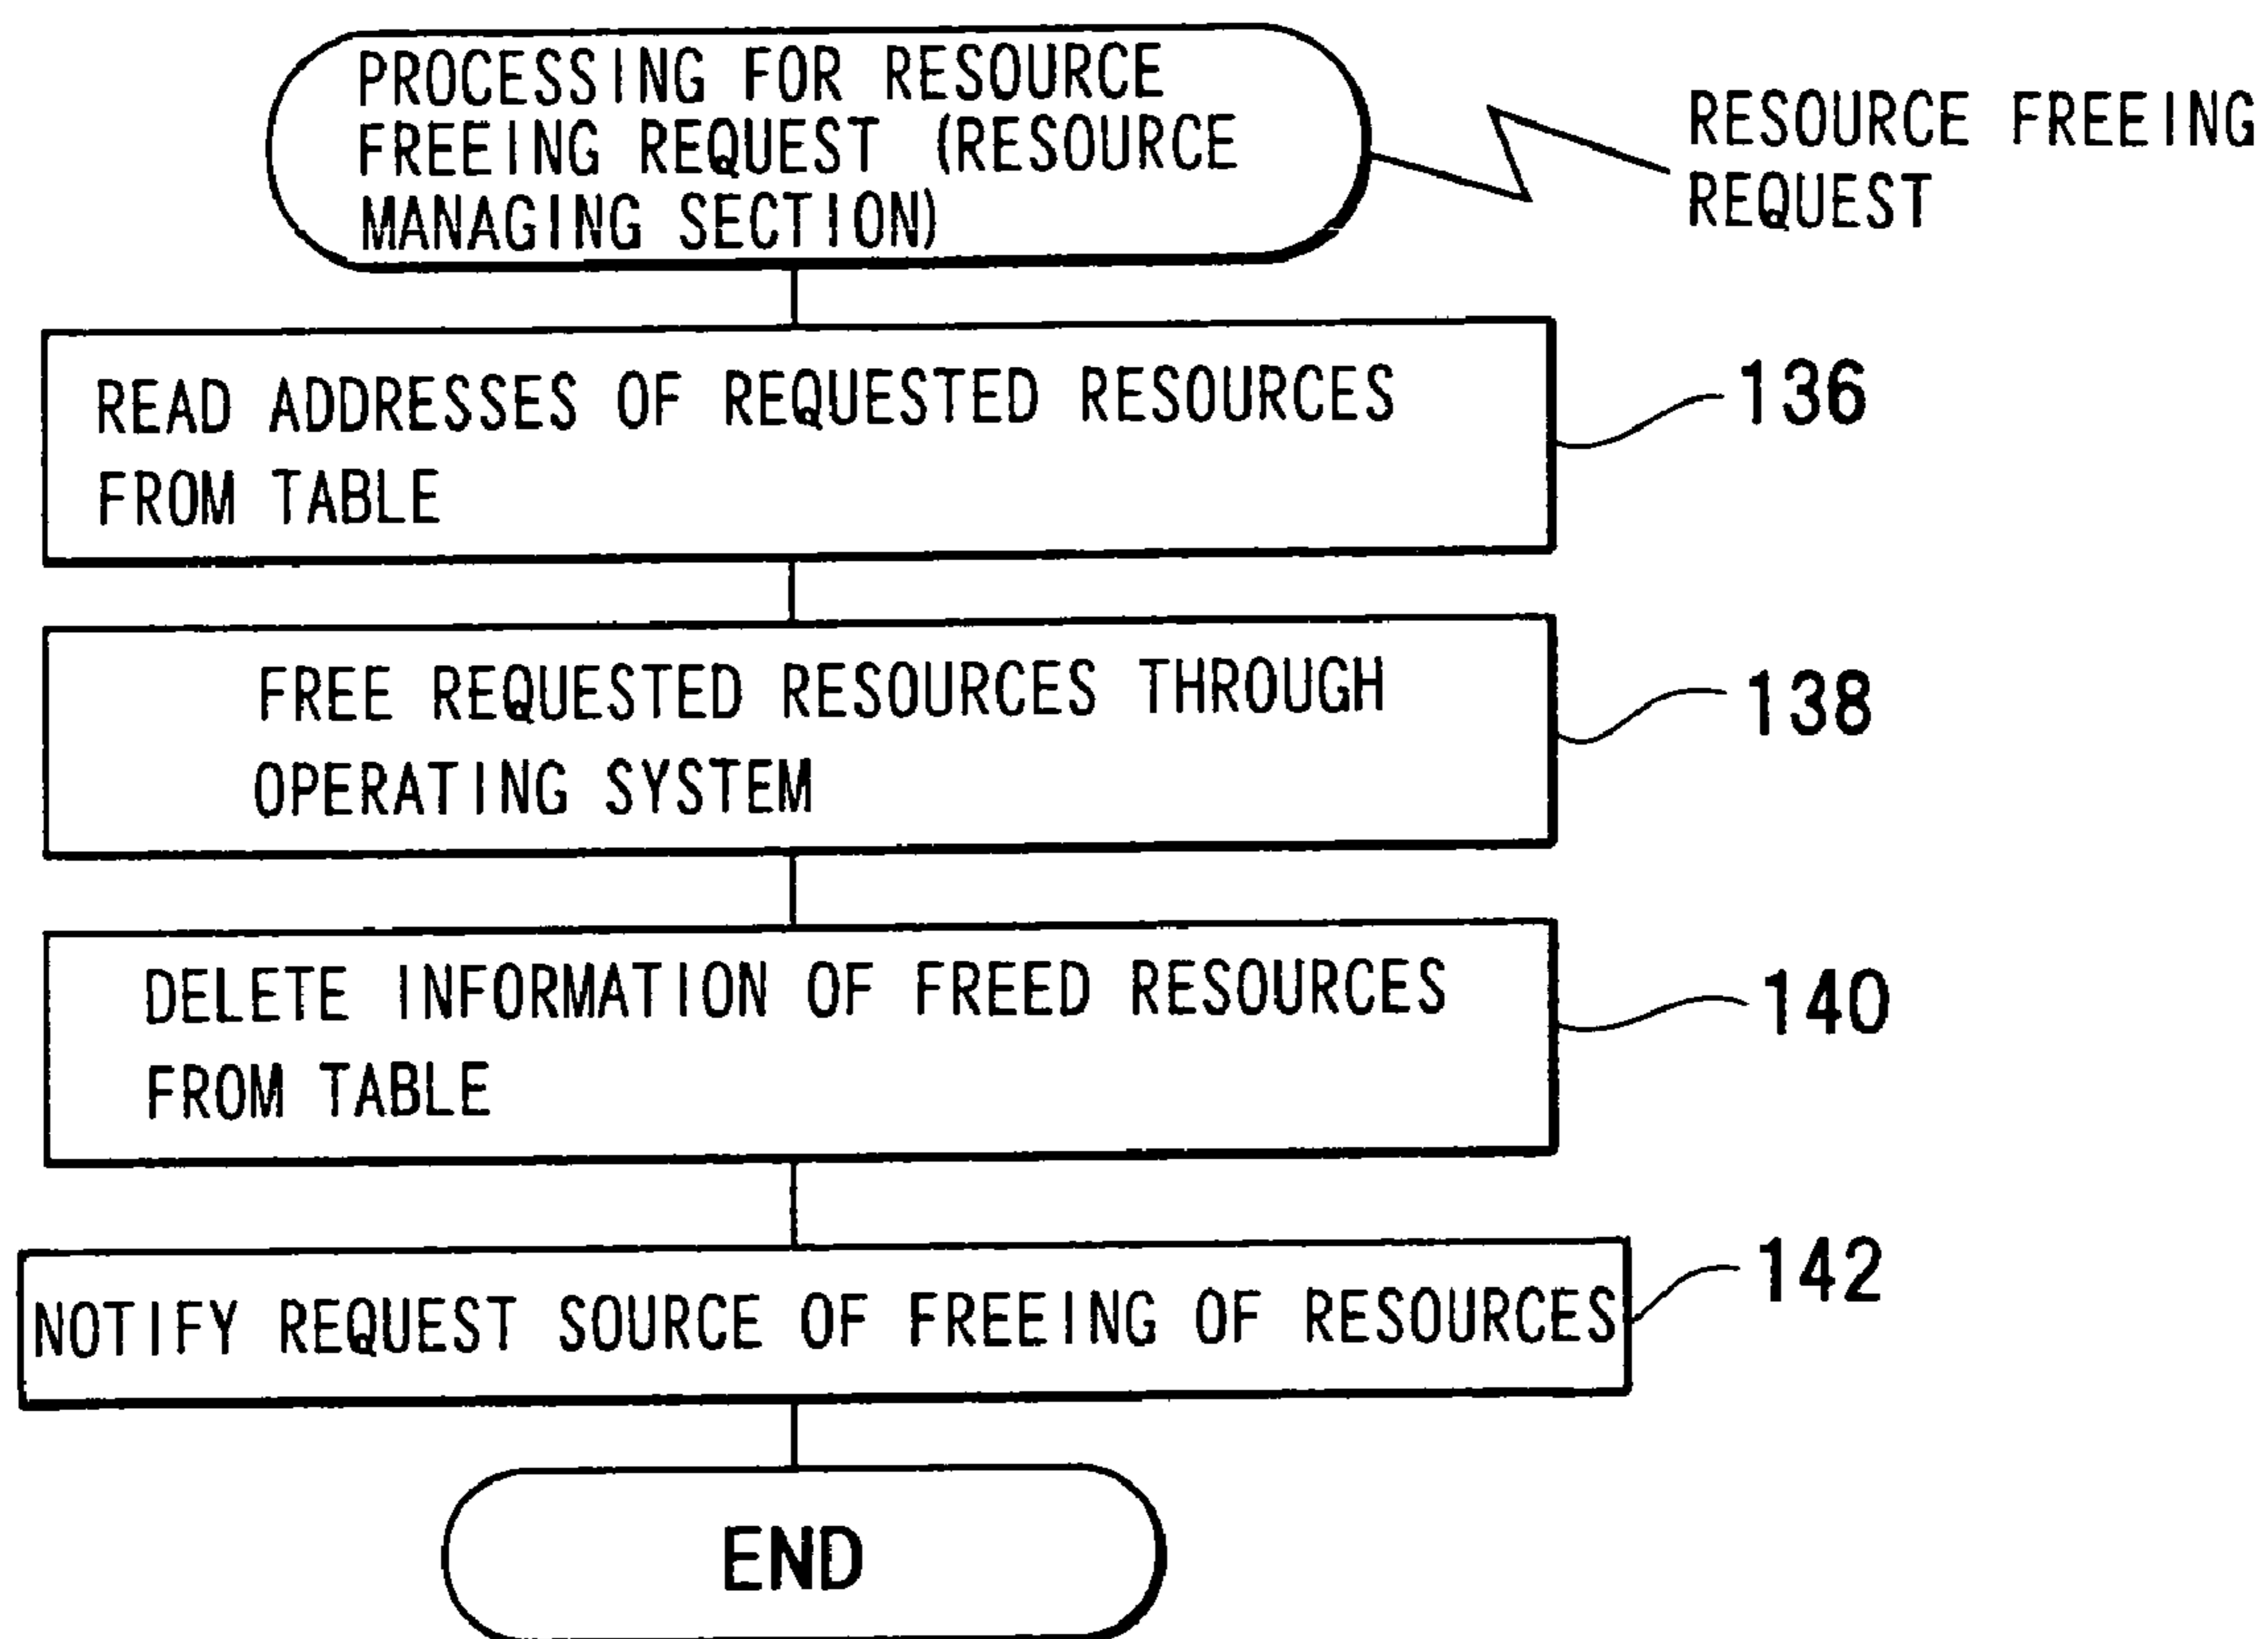 PROCESSING FOR RESOURCE
FREEING REQUEST (RESOURCE
MANAGING SECTION)
RESOURCE FREEING
REQUEST
READ ADDRESSES OF REQUESTED RESOURCES
FROM TABLE
136
FREE REQUESTED RESOURCES THROUGH
OPERATING SYSTEM
138
DELETE INFORMATION OF FREED RESOURCES
FROM TABLE
140
NOTIFY REQUEST SOURCE OF FREEING OF RESOURCES
142
END